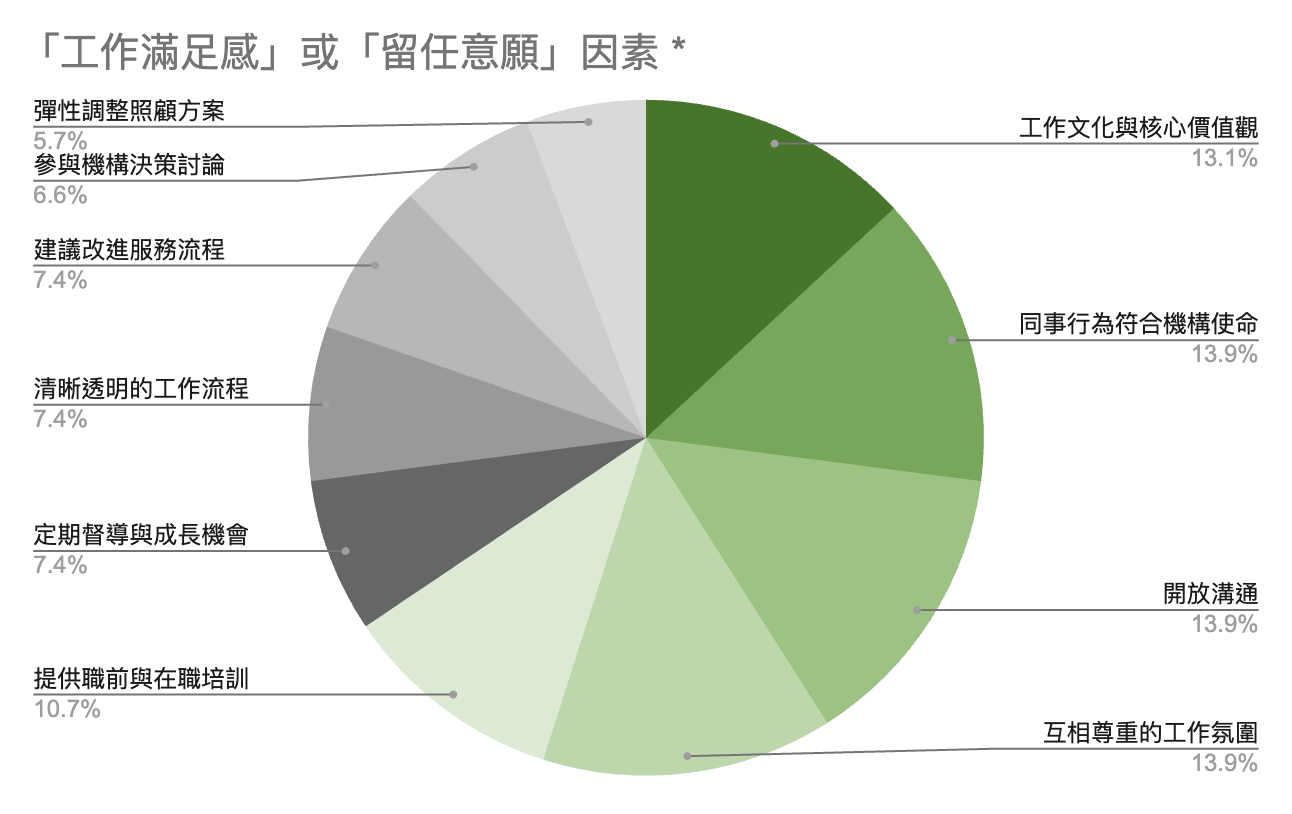 「工作滿足感」或「留任意願」因素 *
彈性調整照顧方案
5.7%
參與機構決策討論
6.6%
建議改進服務流程
7.4%
清晰透明的工作流程
7.4%
定期督導與成長機會
7.4%
提供職前與在職培訓
10.7%
工作文化與核心價值觀
13.1%
同事行為符合機構使命
13.9%
開放溝通
13.9%
互相尊重的工作氛圍
13.9%